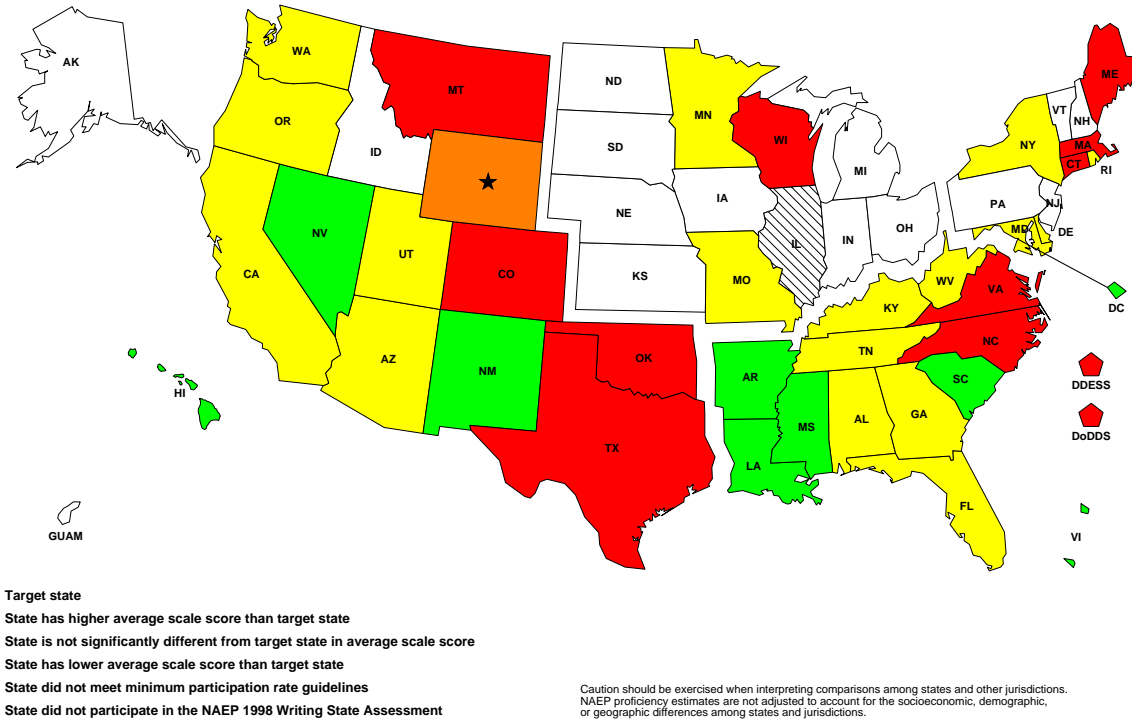 AK
WA
MT
ND
MN
ME
VT
NH
OR
ID
SD
WI
NY
MA
CT
RI
MI
IA
PA
NJ
NE
NV
OH
IL
IN
MD
DE
UT
CA
CO
KS
MO
WV
VA
KY
DC
AZ
NM
OK
TN
NC
AR
SC
DDESS
HI
MS
AL
GA
DoDDS
TX
LA
FL
GUAM
VI
Target state
State has higher average scale score than target state
State is not significantly different from target state in average scale score
State has lower average scale score than target state
State did not meet minimum participation rate guidelines
State did not participate in the NAEP 1998 Writing State Assessment
Caution should be exercised when interpreting comparisons among states and other jurisdictions.
NAEP proficiency estimates are not adjusted to account for the socioeconomic, demographic,
or geographic differences among states and jurisdictions.